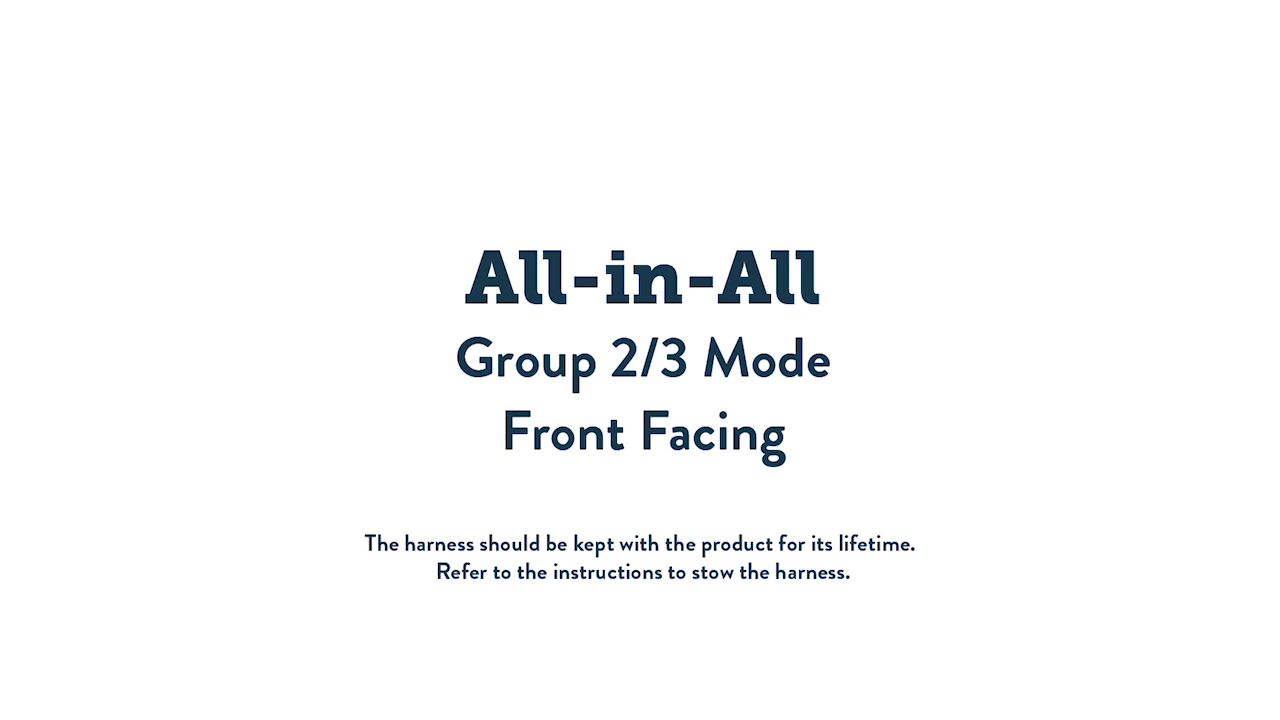 All-in-All
Group 2/3 Mode
Front Facing
The harness should be kept with the product for its lifetime.
Refer to the instructions to stow the harness.